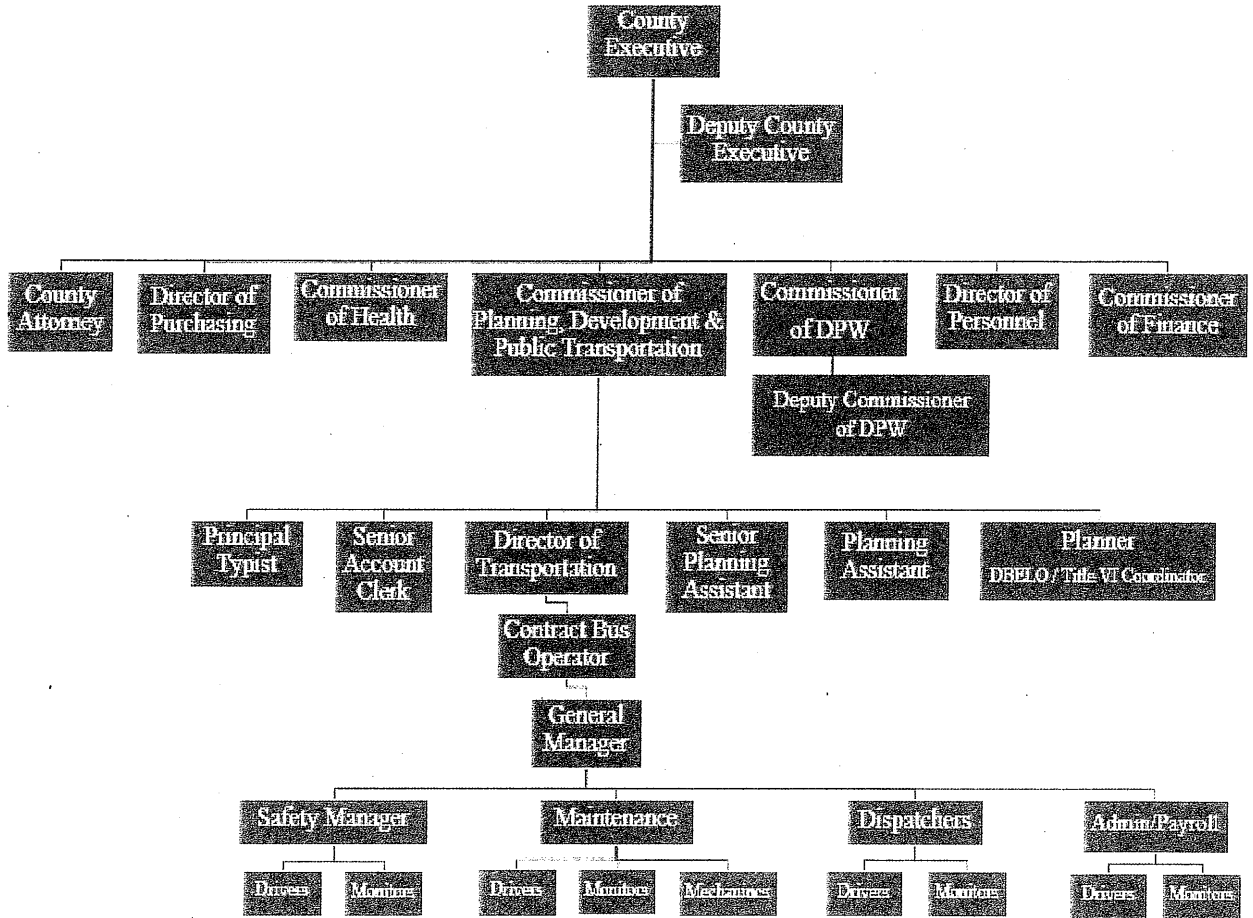 County
Executive
Deputy County
Executive
County
Attorney
Director of
Purchasing
Commissioner
of Health
Commissioner of
Planning, Development &
Public Transportation
Commissioner
of DPW
Director of
Personnel
Commissioner
of Finance
Deputy Commissioner
of DPW
Principal
Typist
Senior
Account
Clerk
Director of
Transportation
Senior
Planning
Assistant
Planning
Assistant
Planner
DBELO / Title VI Coordinator
Contract Bus
Operator
General
Manager
Safety Manager
Maintenance
Dispatchers
Admin/Payroll
Drivers
Monitors
Drivers
Monitors
Mechanics
Drivers
Monitors
Drivers
Monitors